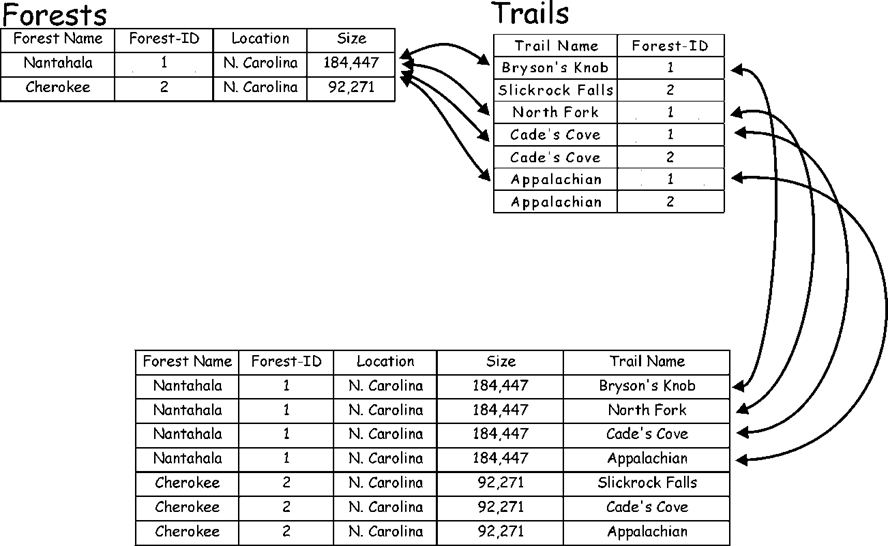 Forests
Forest Name Forest-ID Location Size
Nantahala 1 N. Carolina 184,447
Cherokee 2 N. Carolina 92,271
Trails
Trail Name Forest-ID
Bryson's Knob 1
Slickrock Falls 2
North Fork 1
Cade's Cove 1
Cade's Cove 2
Appalachian 1
Appalachian 2
Forest Name Forest-ID Location Size Trail Name
Nantahala 1 N. Carolina 184,447 Bryson's Knob
Nantahala 1 N. Carolina 184,447 North Fork
Nantahala 1 N. Carolina 184,447 Cade's Cove
Nantahala 1 N. Carolina 184,447 Appalachian
Cherokee 2 N. Carolina 92,271 Slickrock Falls
Cherokee 2 N. Carolina 92,271 Cade's Cove
Cherokee 2 N. Carolina 92,271 Appalachian